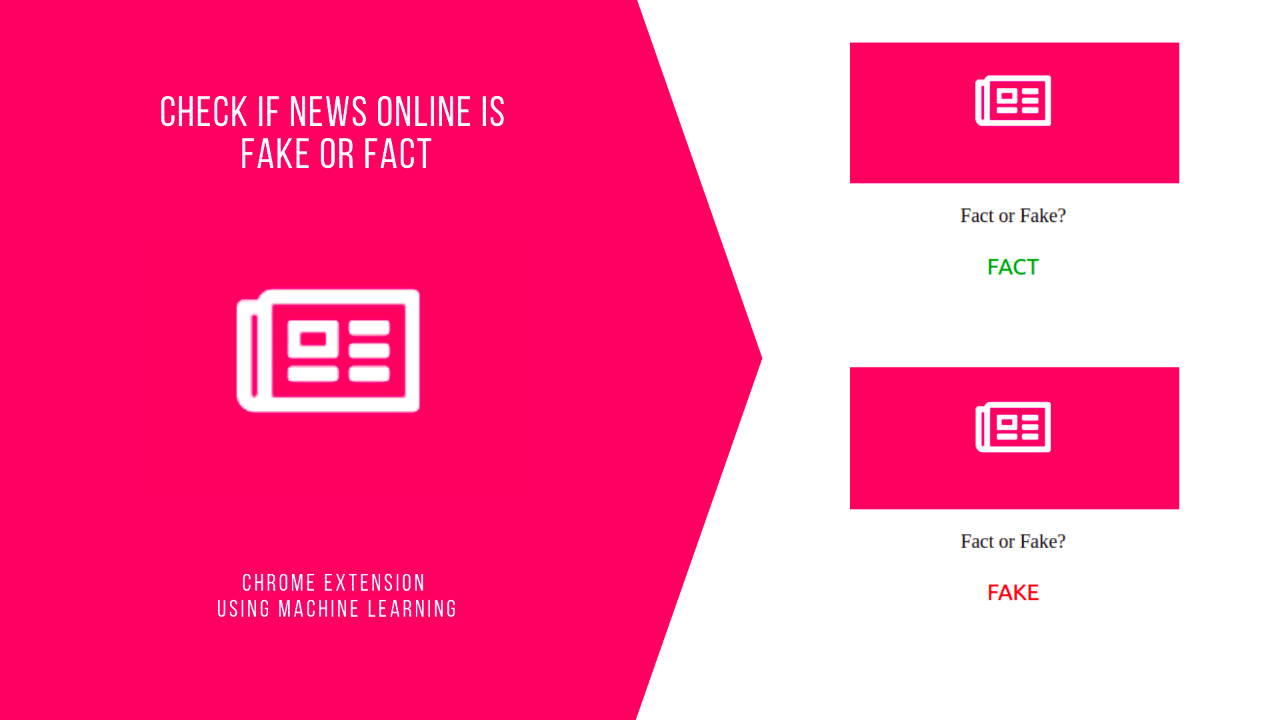 CHECK IF NEWS ONLINE IS
FAKE OR FACT
CHROME EXTENSION
USING MACHINE LEARNING
Fact or Fake?
FACT
Fact or Fake?
FAKE